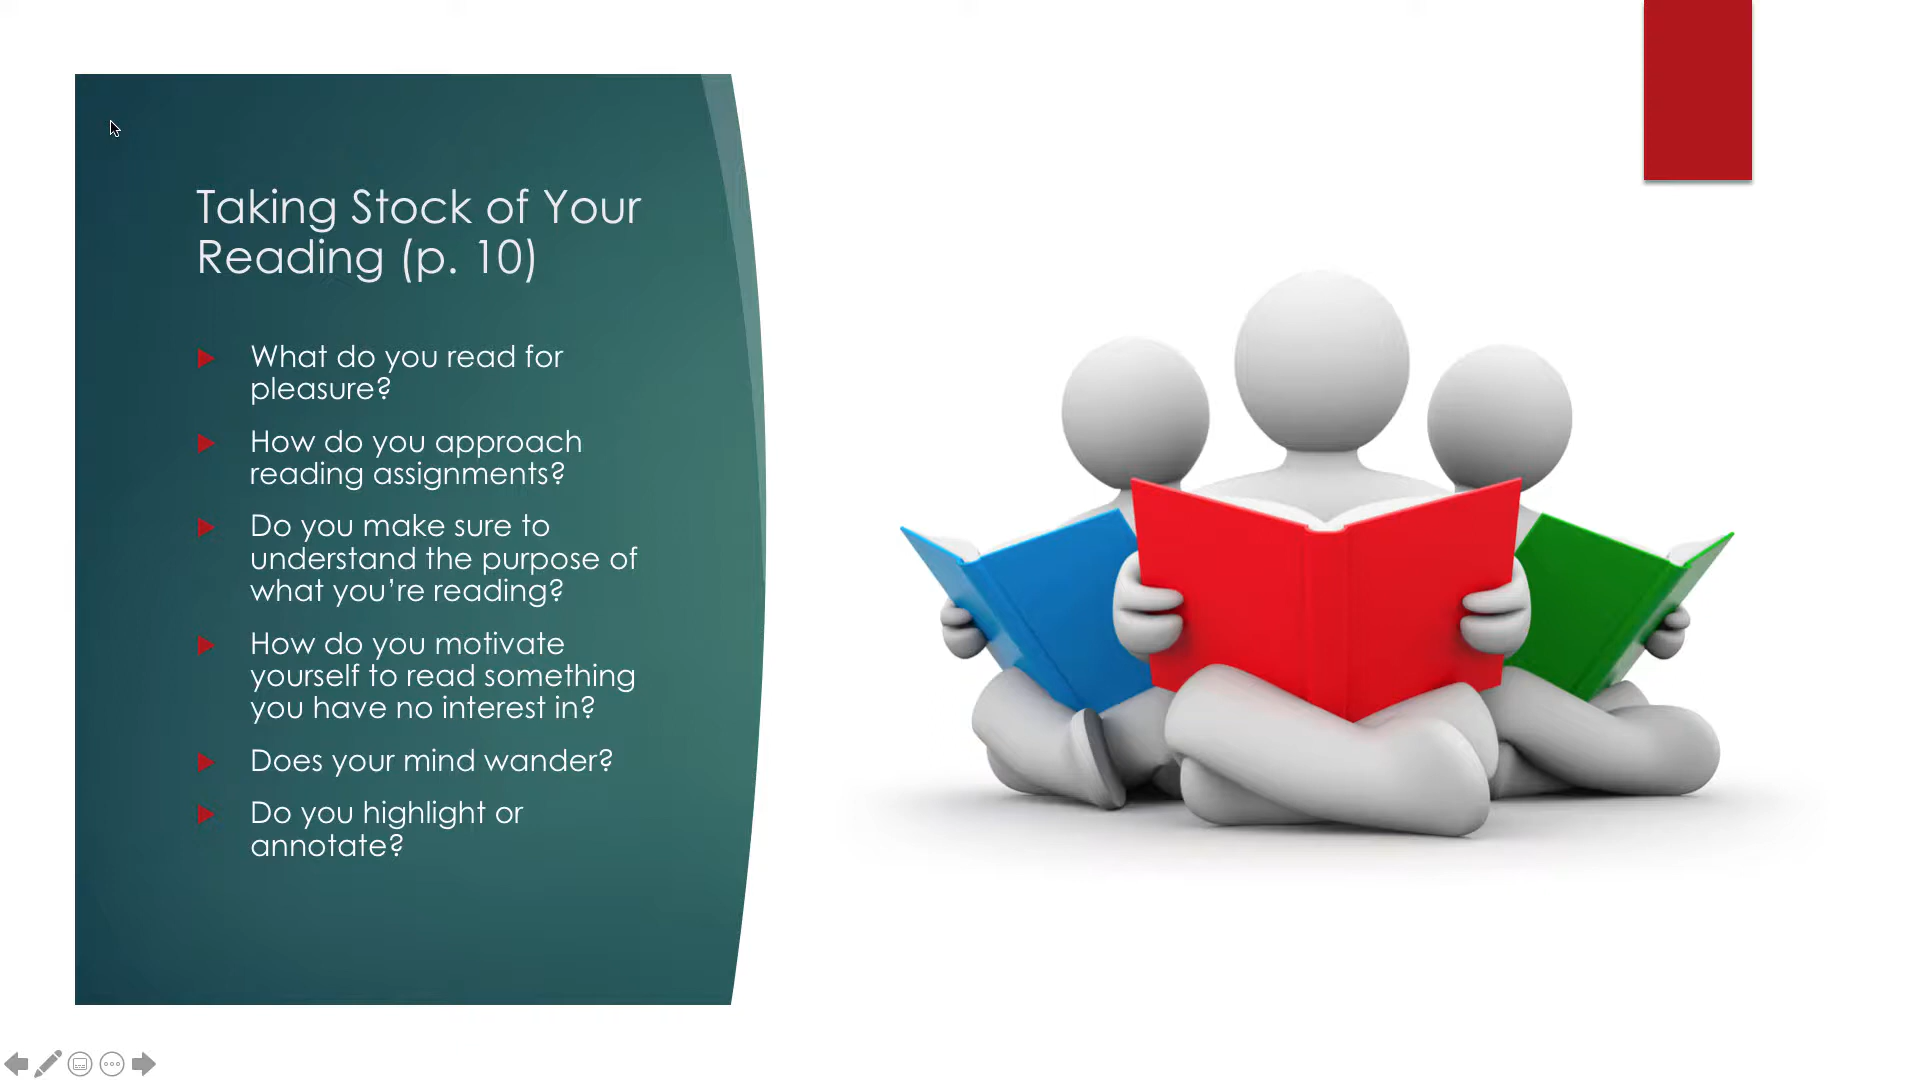 Taking Stock of Your
Reading (p. 10)
What do you read for
pleasure?
How do you approach
reading assignments?
Do you make sure to
understand the purpose of
what you’re reading?
How do you motivate
yourself to read something
you have no interest in?
Does your mind wander?
Do you highlight or
annotate?